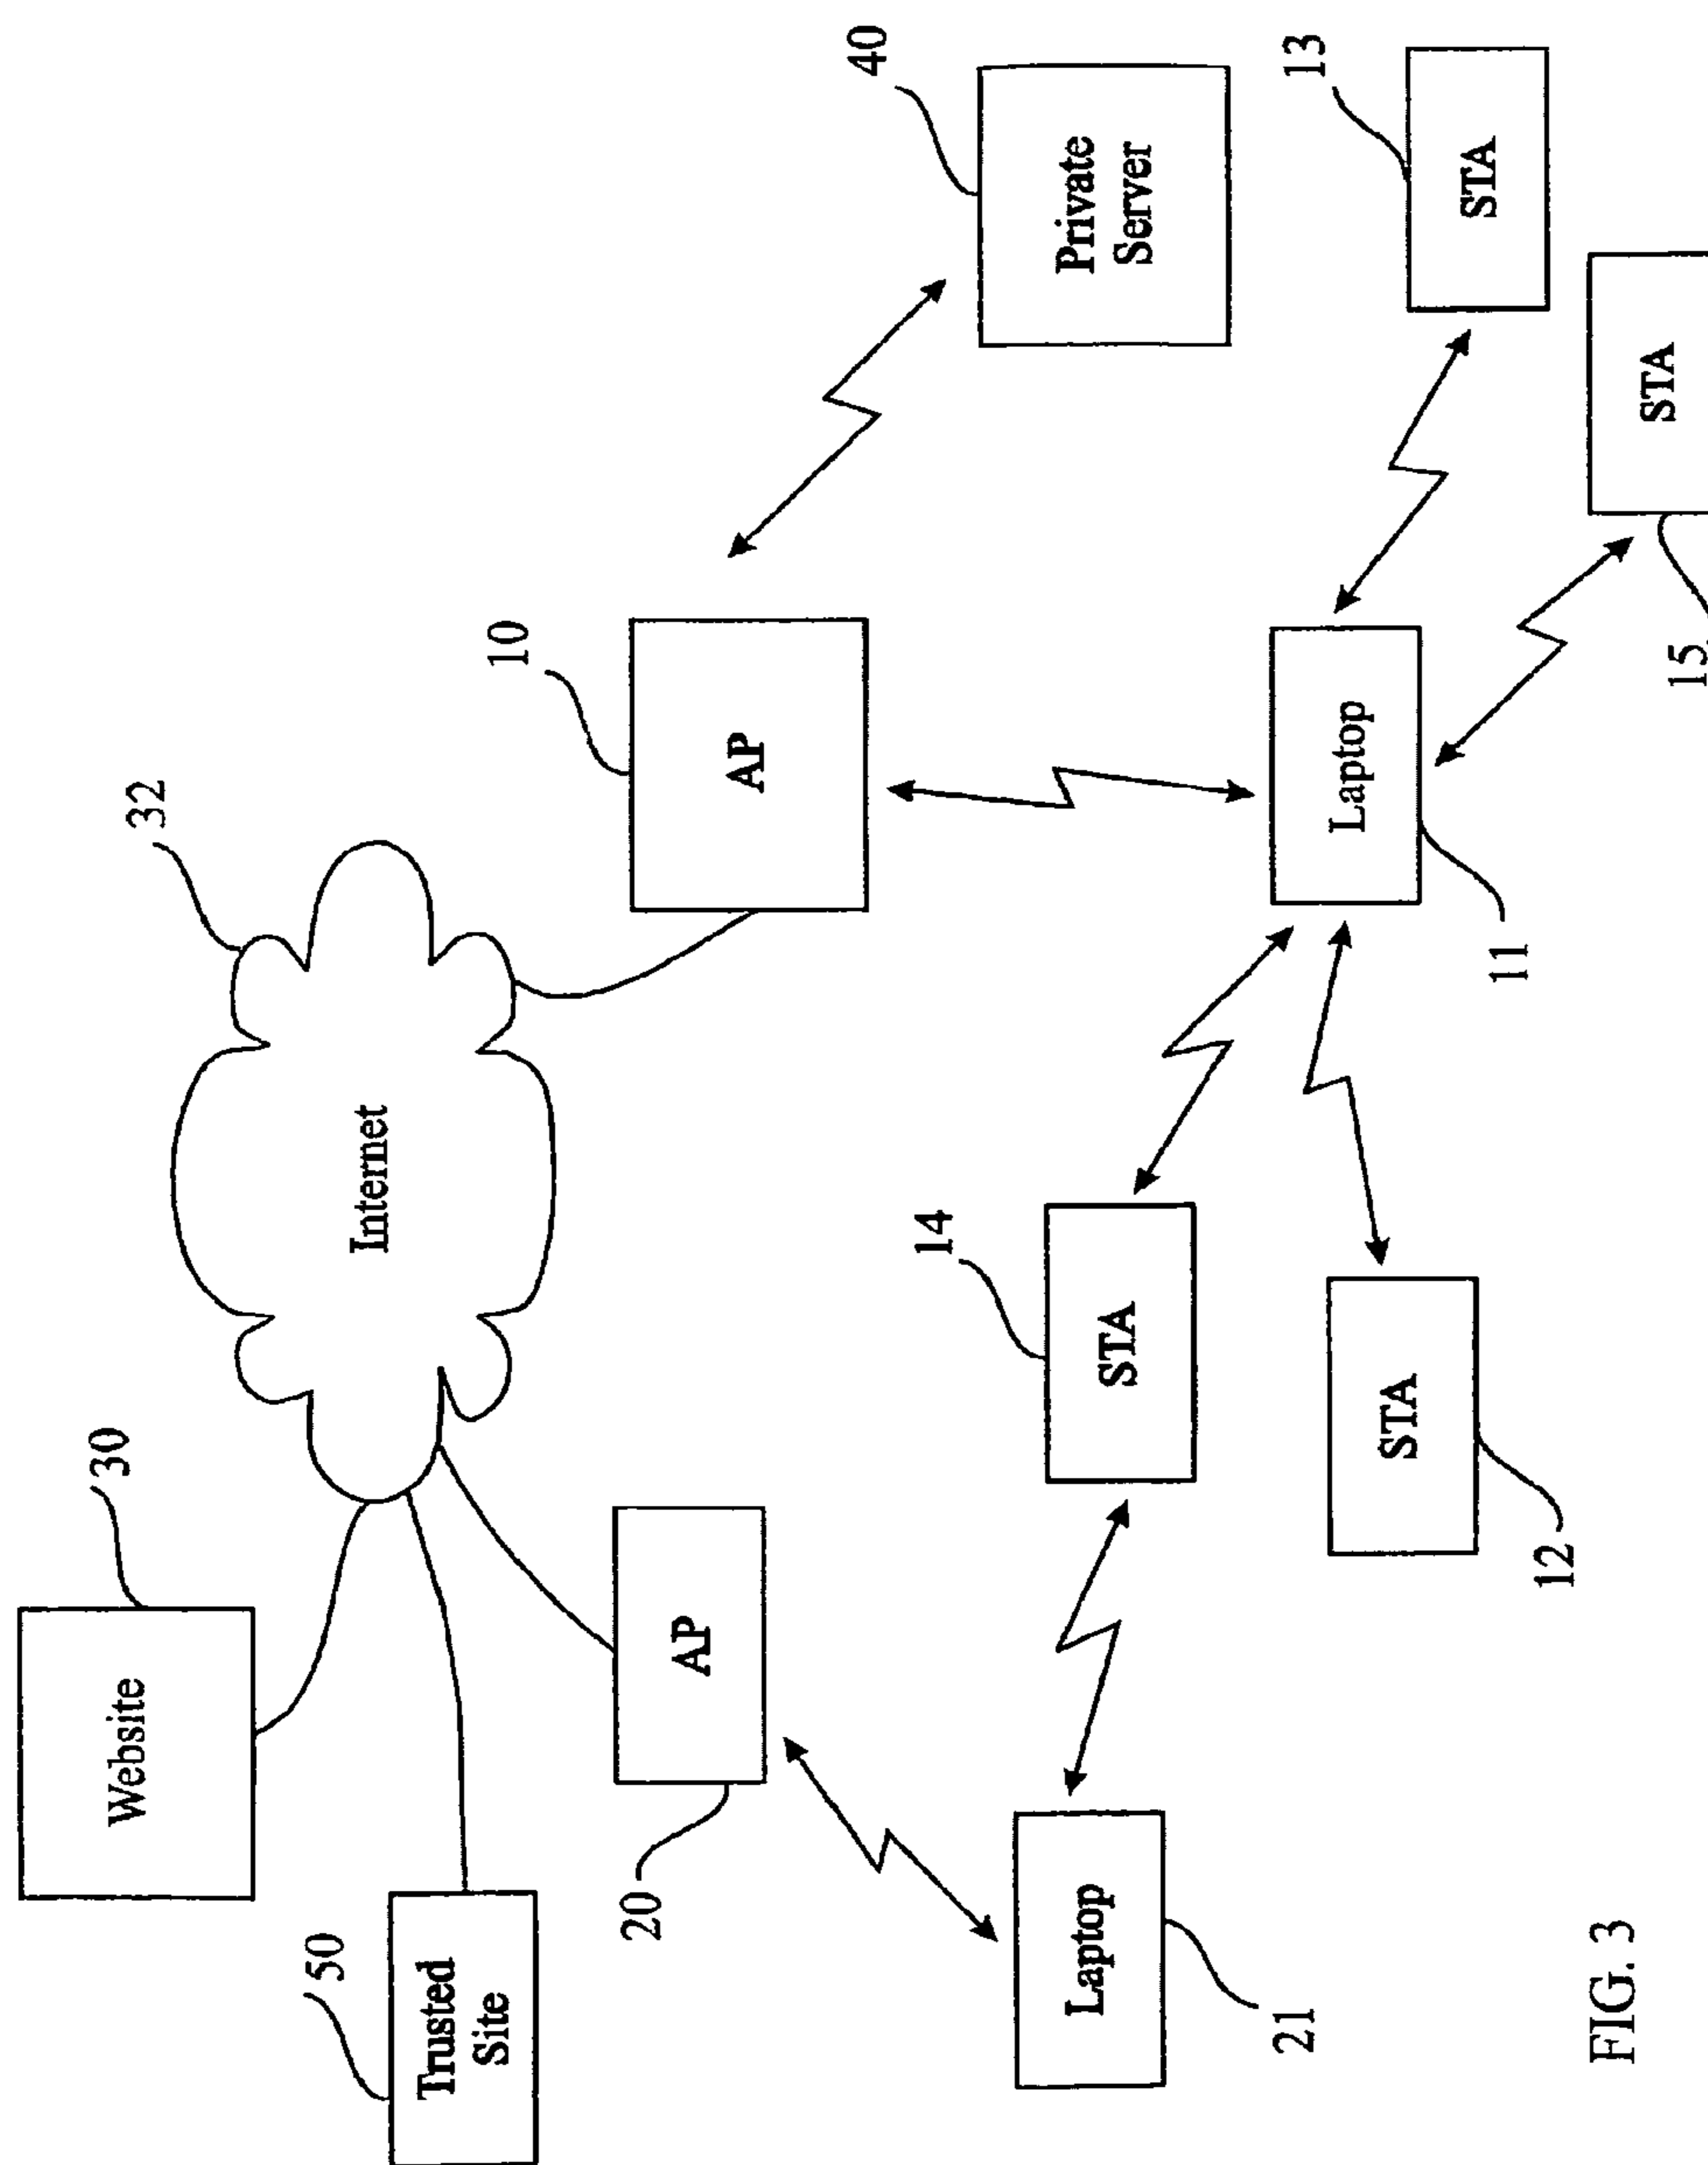 Website
30
Trusted
Site
50
Internet
32
AP
20
AP
10
Private
Server
40
Laptop
21
STA
14
STA
12
Laptop
11
STA
13
STA
15
FIG. 3